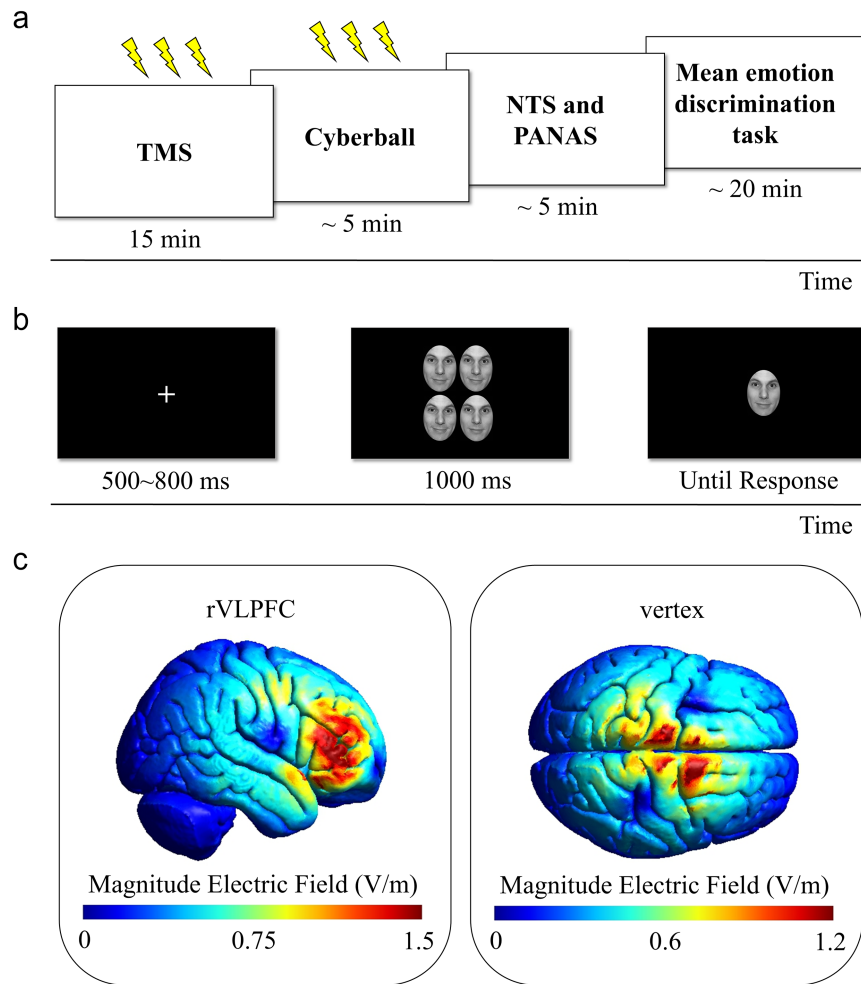 a
TMS
Cyberball
NTS and
PANAS
Mean emotion
discrimination
task
15 min
~ 5 min
~ 5 min
~ 20 min
Time
b
500~800 ms
1000 ms
Until Response
Time
c
rVLPFC
vertex
Magnitude Electric Field (V/m)
0
0.75
1.5
Magnitude Electric Field (V/m)
0
0.6
1.2